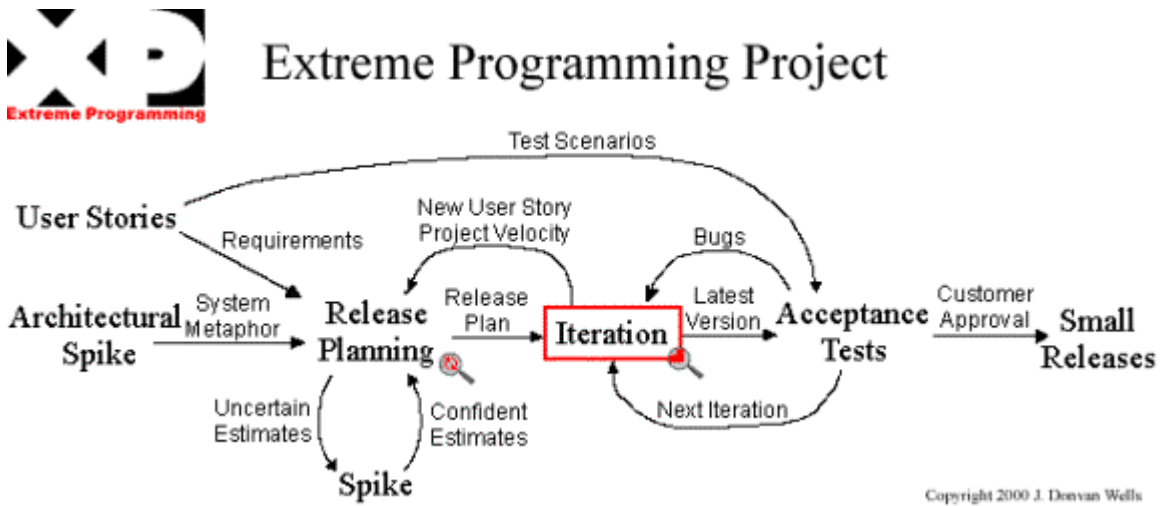 XP
Extreme Programming
Extreme Programming Project
Test Scenarios
User Stories
New User Story
Project Velocity
Bugs
Requirements
Architectural
Spike
System
Metaphor
Release
Planning
Release
Plan
Iteration
Latest
Version
Acceptance
Tests
Customer
Approval
Small
Releases
Uncertain
Estimates
Confident
Estimates
Next Iteration
Spike
Copyright 2000 J. Donvan Wells